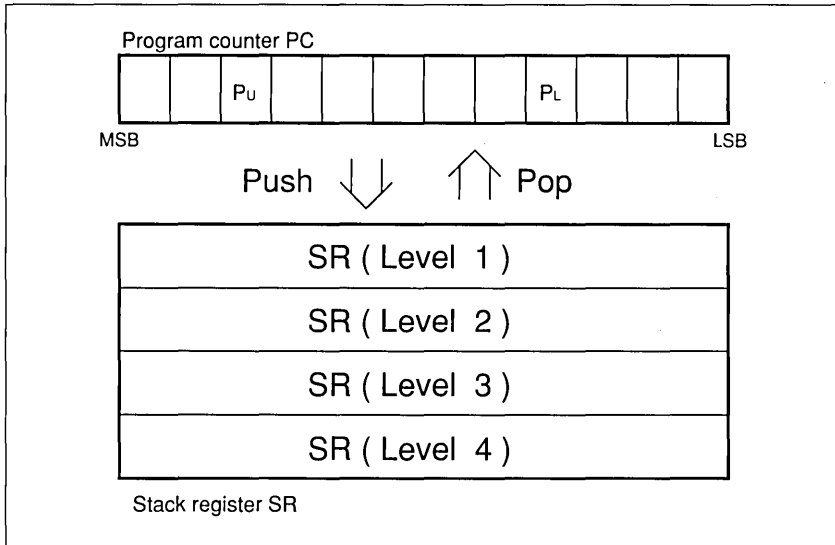 Program counter PC
PU PL
MSB LSB
Push Pop
SR ( Level 1 )
SR ( Level 2 )
SR ( Level 3 )
SR ( Level 4 )
Stack register SR